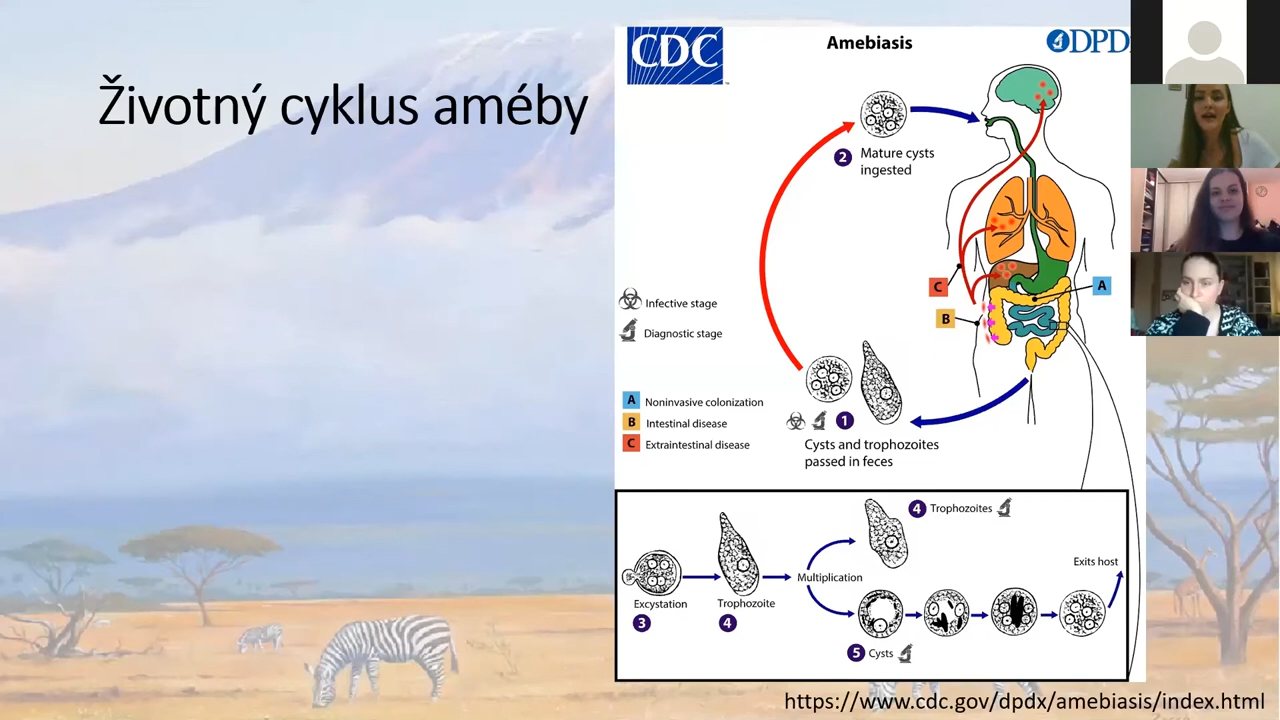 Životný cyklus améby
CDC
Amebiasis
DPD
2 Mature cysts
ingested
C
A
B
Infective stage
Diagnostic stage
A Noninvasive colonization
B Intestinal disease
C Extraintestinal disease
1
Cysts and trophozoites
passed in feces
4 Trophozoites
Exits host
Multiplication
Excystation
Trophozoite
3
4
5 Cysts
https://www.cdc.gov/dpdx/amebiasis/index.html